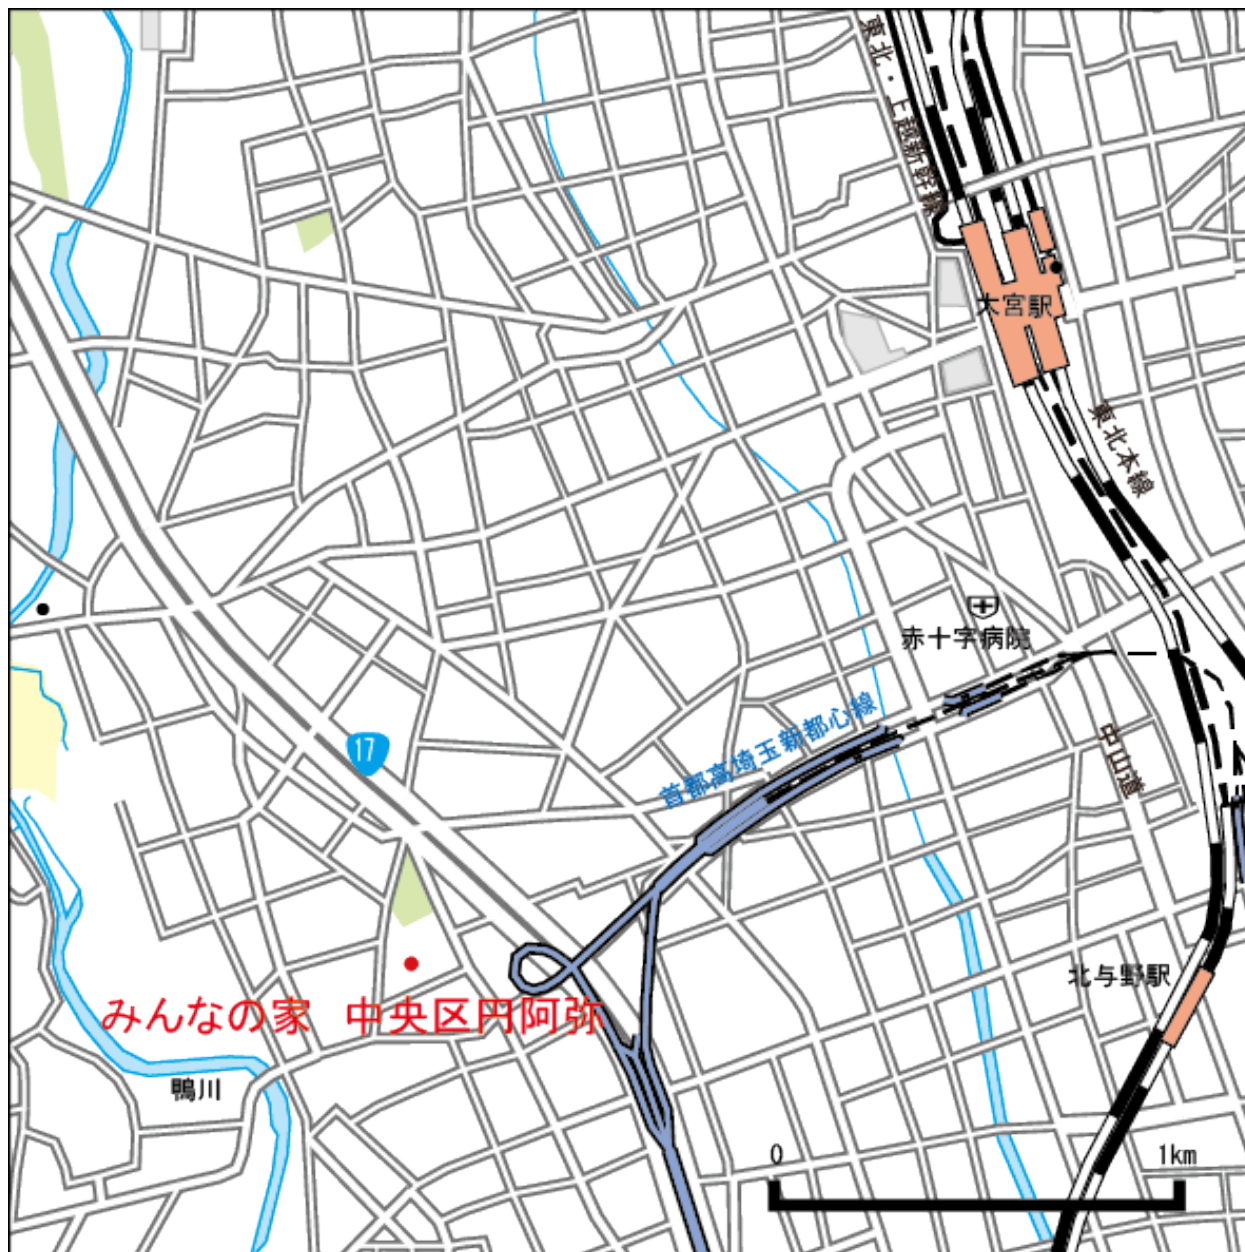 東北・上越新幹線
大宮駅
東北本線
赤十字病院
首都高埼玉新都心線
17
中山道
北与野駅
みんなの家 中央区円阿弥
鴨川
0 1km